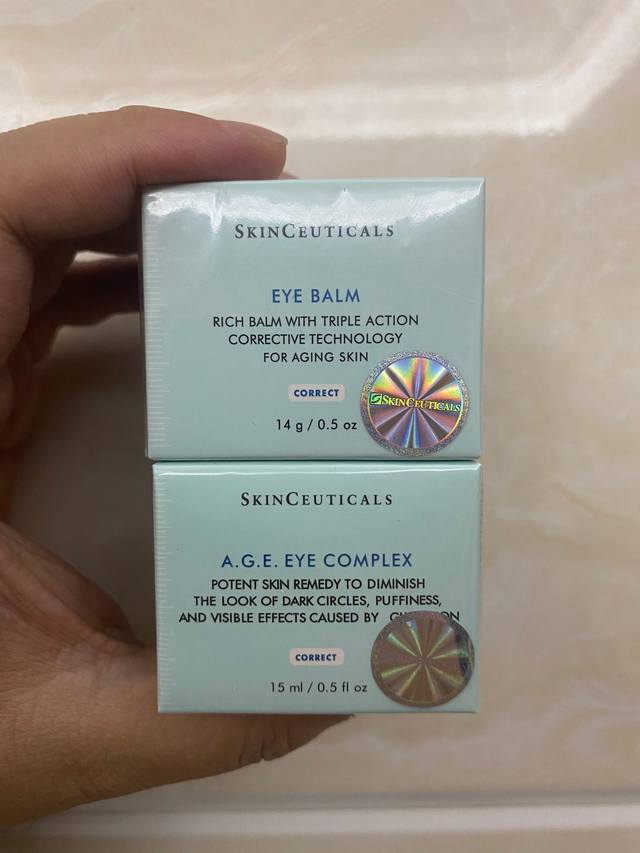 SKINCEUTICALS
EYE BALM
RICH BALM WITH TRIPLE ACTION
CORRECTIVE TECHNOLOGY
FOR AGING SKIN
CORRECT
SKINCEUTICALS
14 g / 0.5 oz
SKINCEUTICALS
A.G.E. EYE COMPLEX
POTENT SKIN REMEDY TO DIMINISH
THE LOOK OF DARK CIRCLES, PUFFINESS,
AND VISIBLE EFFECTS CAUSED BY
CORRECT
15 ml / 0.5 fl oz